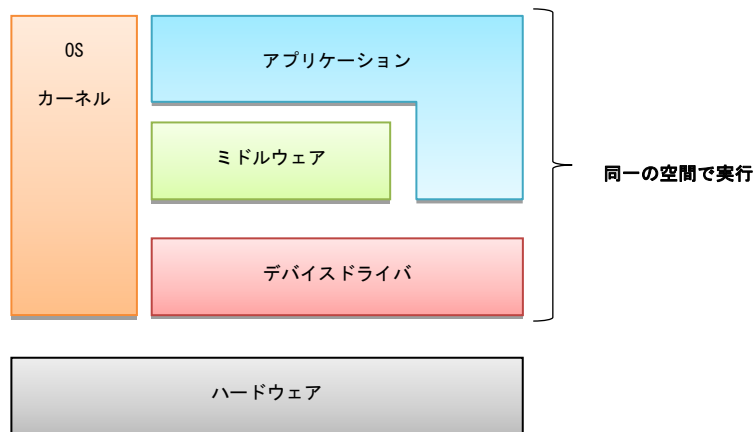 OS
カーネル
アプリケーション
ミドルウェア
同一の空間で実行
デバイスドライバ
ハードウェア